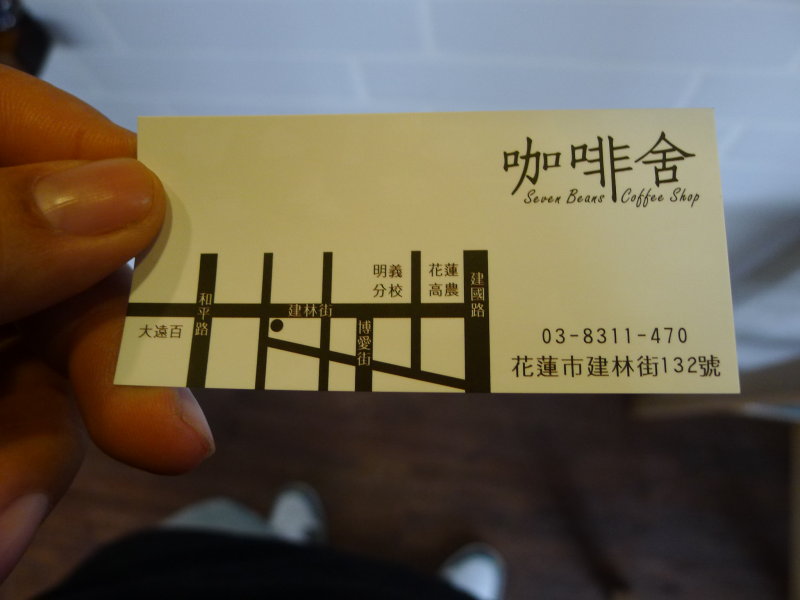 咖啡舍
Seven Beans Coffee Shop
明義
分校
花蓮
高農
建國路
和平路
建林街
大遠百
博愛街
03-8311-470
花蓮市建林街132號